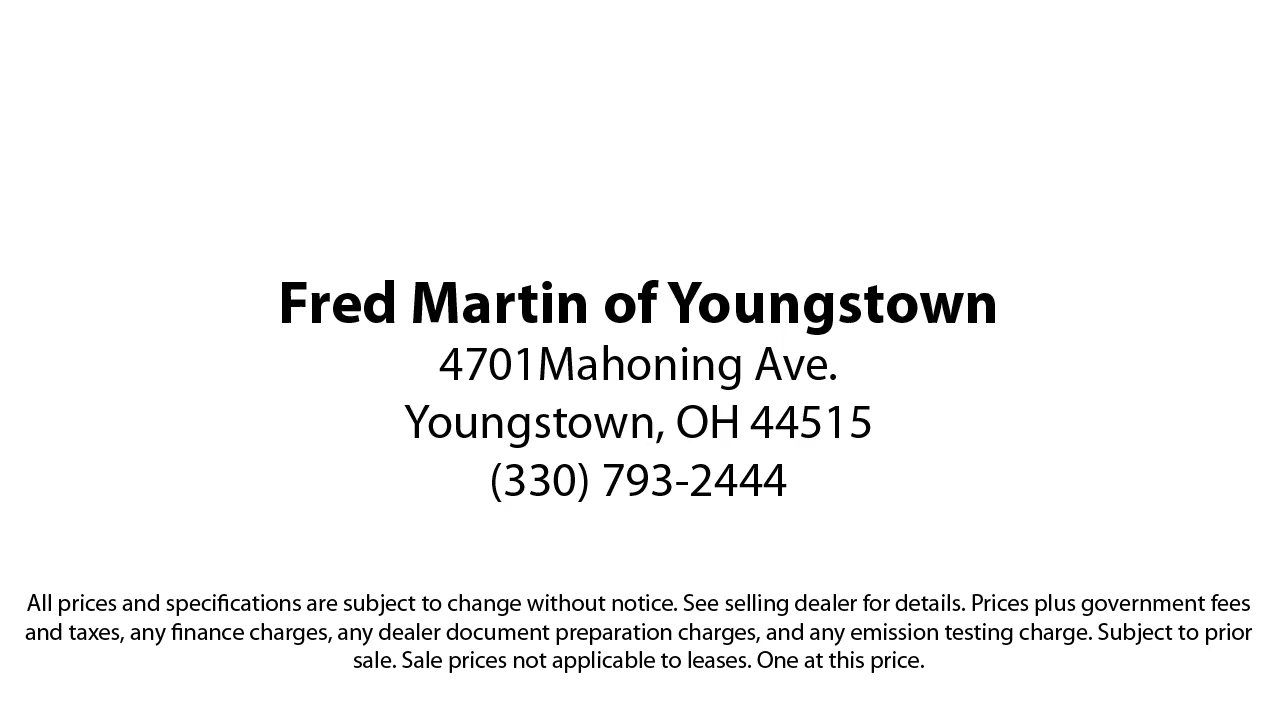 Fred Martin of Youngstown
4701Mahoning Ave.
Youngstown, OH 44515
(330) 793-2444
All prices and specifications are subject to change without notice. See selling dealer for details. Prices plus government fees
and taxes, any finance charges, any dealer document preparation charges, and any emission testing charge. Subject to prior
sale. Sale prices not applicable to leases. One at this price.